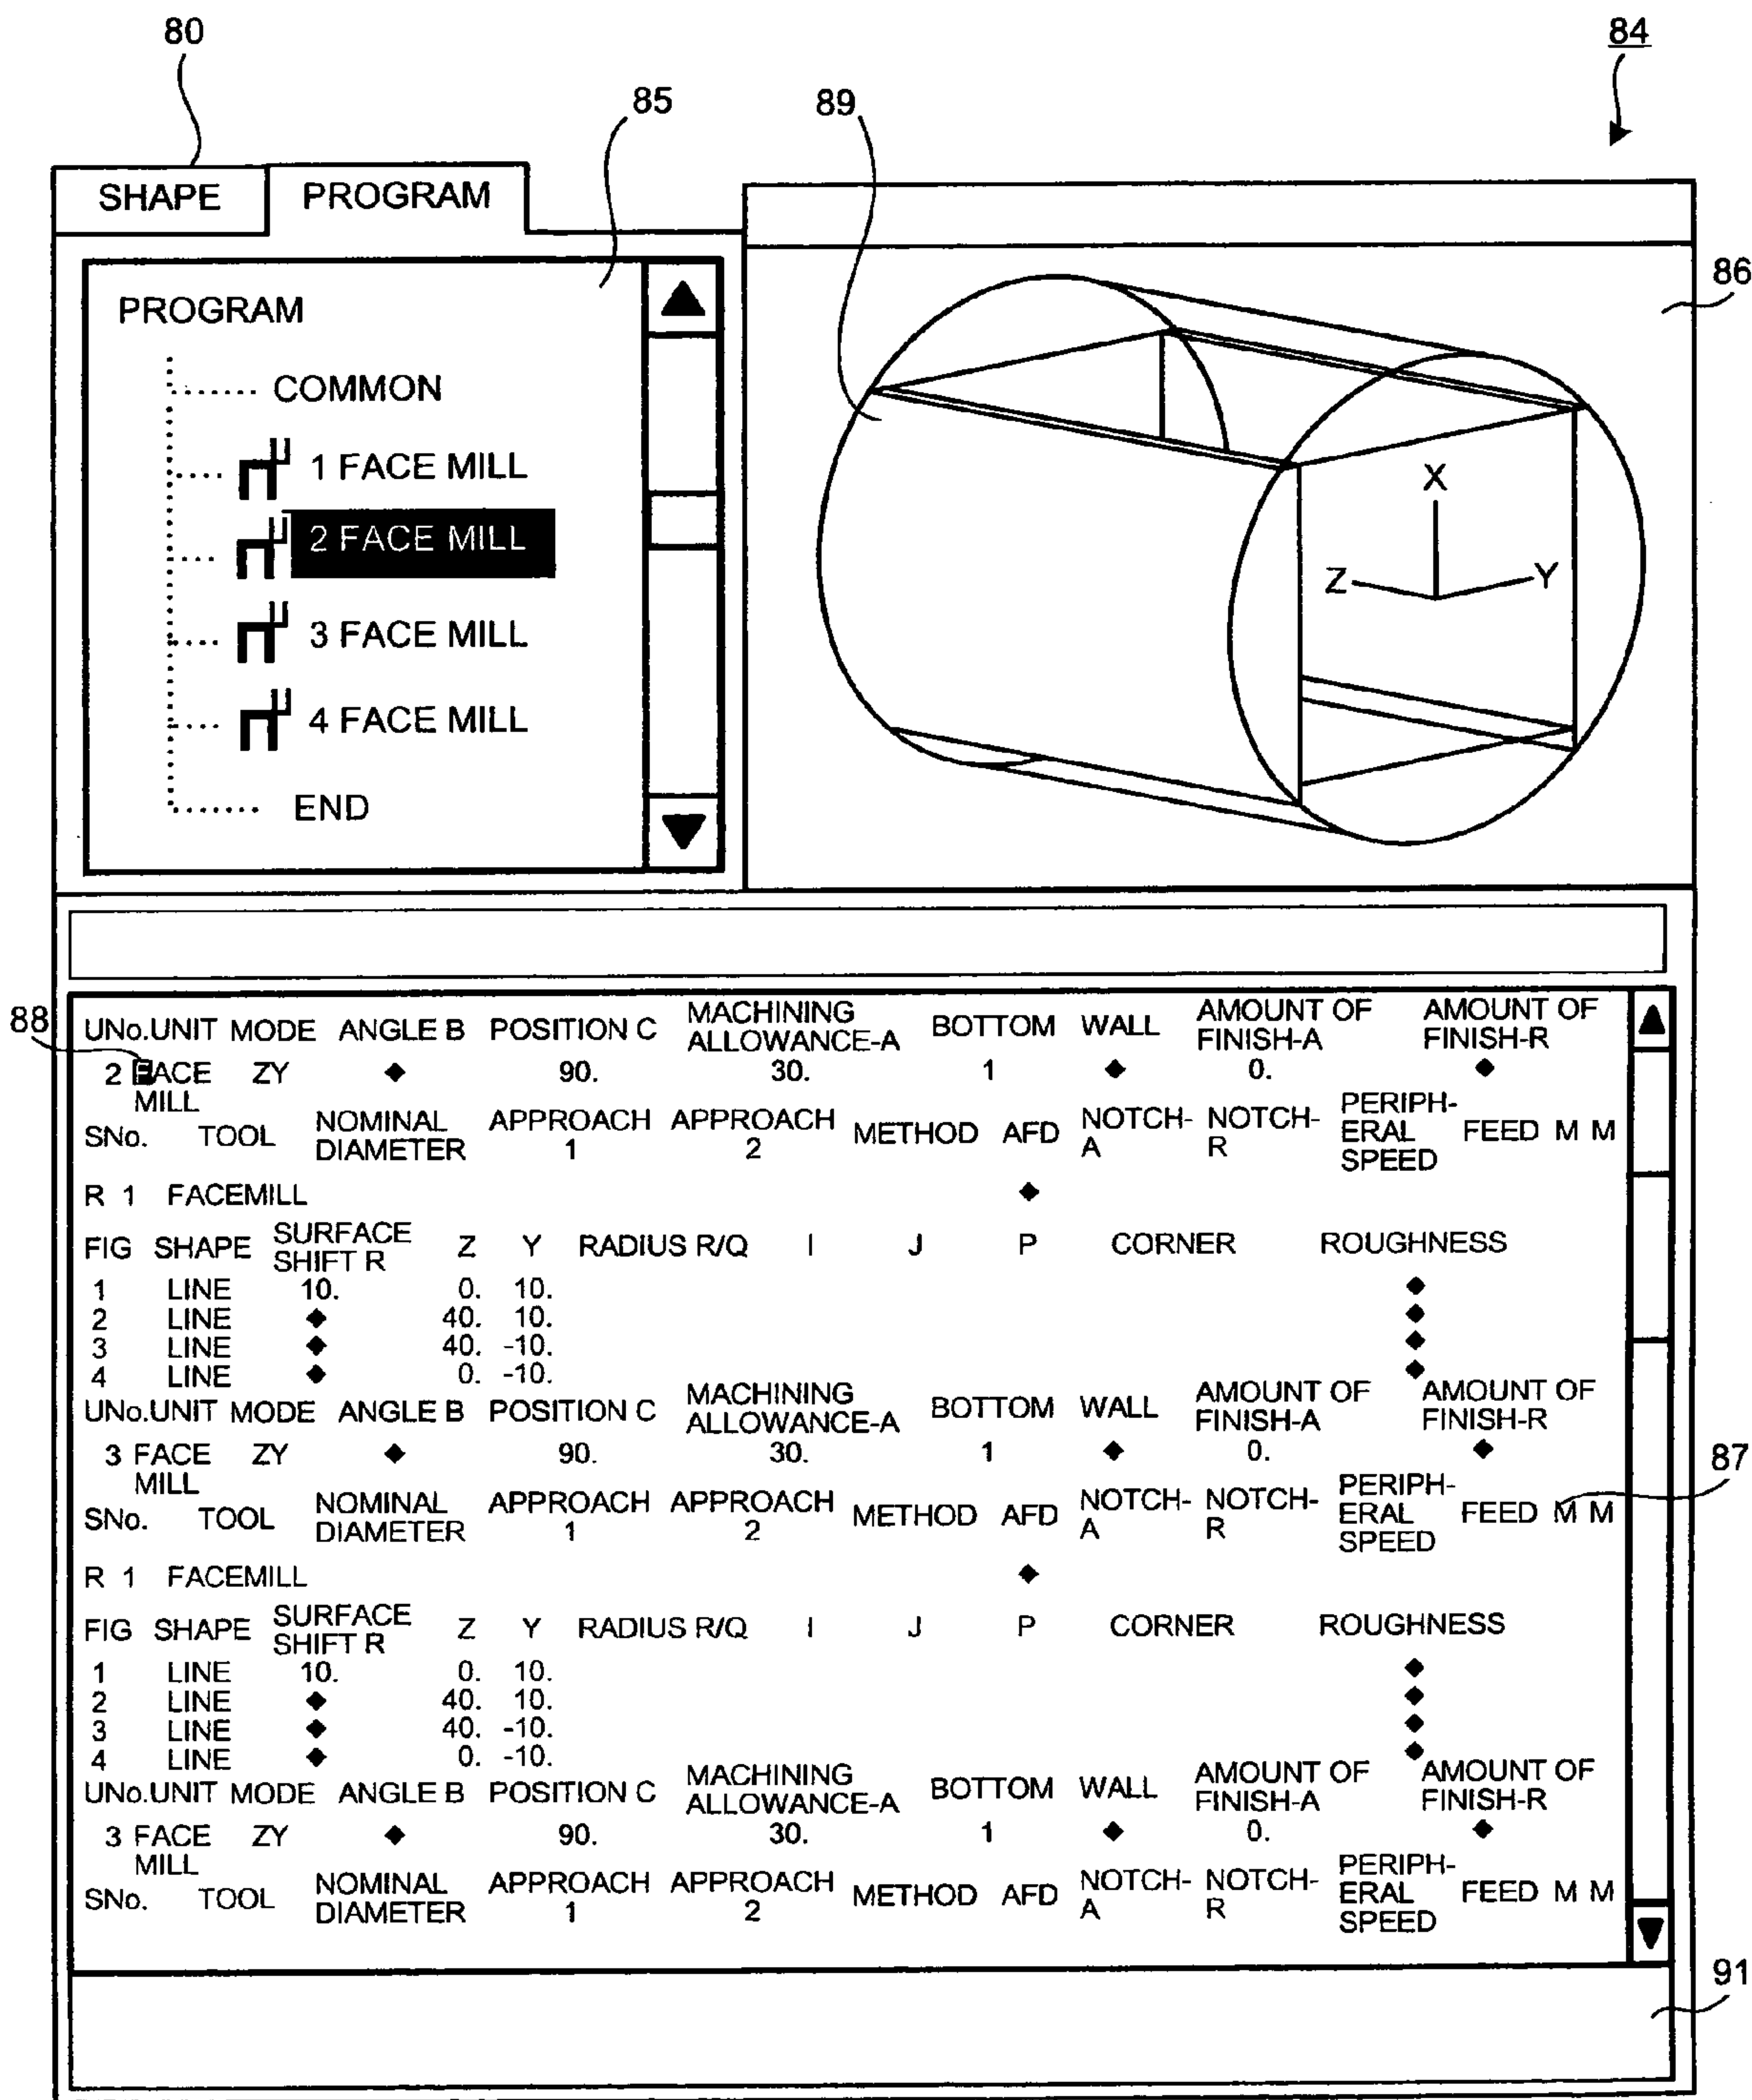 80
84
85
89
SHAPE PROGRAM
86
PROGRAM
COMMON
1 FACE MILL
2 FACE MILL
3 FACE MILL
4 FACE MILL
END
X
Z Y
88
UNo. UNIT MODE ANGLE B POSITION C MACHINING ALLOWANCE-A BOTTOM WALL AMOUNT OF FINISH-A AMOUNT OF FINISH-R
2 FACE MILL ZY ◆ 90. 30. 1 ◆ 0. ◆
SNo. TOOL NOMINAL DIAMETER APPROACH 1 APPROACH 2 METHOD AFD NOTCH-A NOTCH-R PERIPH-ERAL SPEED FEED M M
R 1 FACEMILL ◆
FIG SHAPE SURFACE SHIFT R Z Y RADIUS R/Q I J P CORNER ROUGHNESS
1 LINE 10. 0. 10. ◆
2 LINE ◆ 40. 10. ◆
3 LINE ◆ 40. -10. ◆
4 LINE ◆ 0. -10. ◆
UNo. UNIT MODE ANGLE B POSITION C MACHINING ALLOWANCE-A BOTTOM WALL AMOUNT OF FINISH-A AMOUNT OF FINISH-R
3 FACE MILL ZY ◆ 90. 30. 1 ◆ 0. ◆
87
SNo. TOOL NOMINAL DIAMETER APPROACH 1 APPROACH 2 METHOD AFD NOTCH-A NOTCH-R PERIPH-ERAL SPEED FEED M M
R 1 FACEMILL ◆
FIG SHAPE SURFACE SHIFT R Z Y RADIUS R/Q I J P CORNER ROUGHNESS
1 LINE 10. 0. 10. ◆
2 LINE ◆ 40. 10. ◆
3 LINE ◆ 40. -10. ◆
4 LINE ◆ 0. -10. ◆
UNo. UNIT MODE ANGLE B POSITION C MACHINING ALLOWANCE-A BOTTOM WALL AMOUNT OF FINISH-A AMOUNT OF FINISH-R
3 FACE MILL ZY ◆ 90. 30. 1 ◆ 0. ◆
SNo. TOOL NOMINAL DIAMETER APPROACH 1 APPROACH 2 METHOD AFD NOTCH-A NOTCH-R PERIPH-ERAL SPEED FEED M M
91